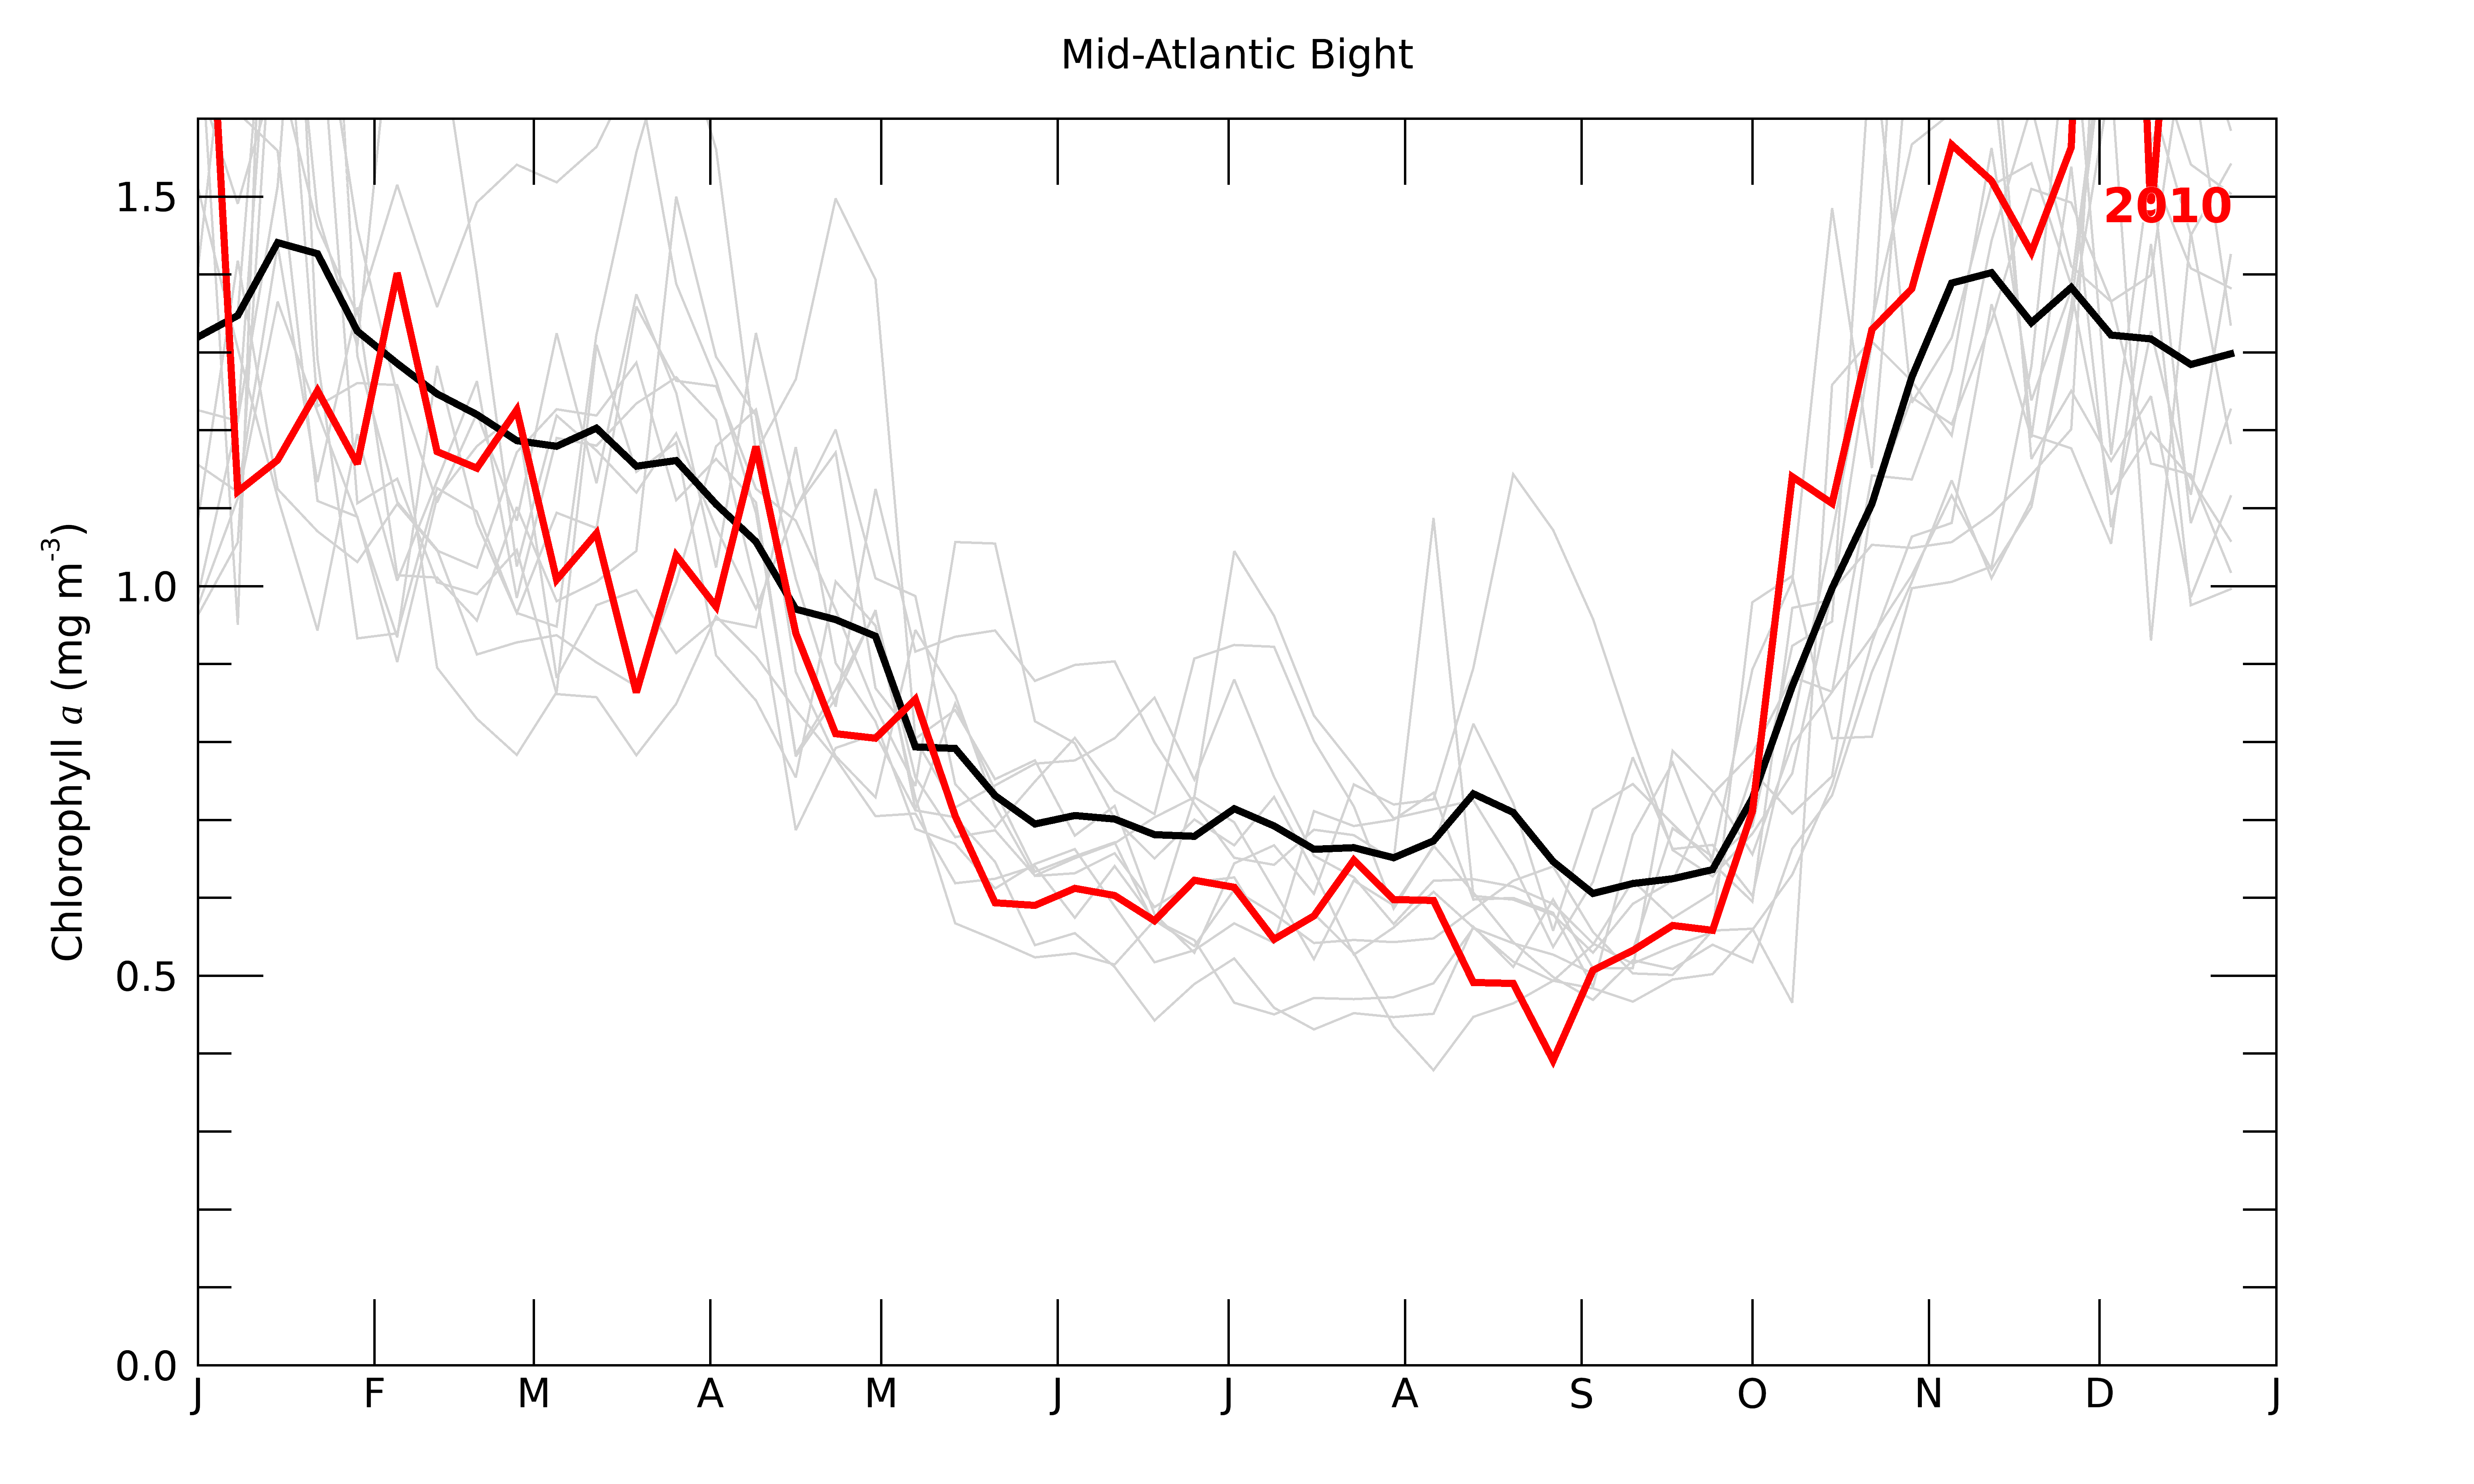 Mid-Atlantic Bight
Chlorophyll a (mg m⁻³)
1.5
1.0
0.5
0.0
2010
J F M A M J J A S O N D J